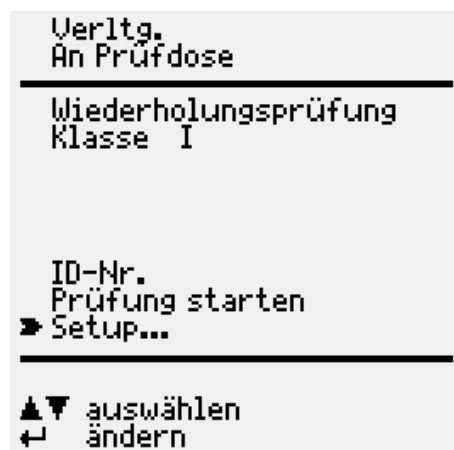 Verltg.
An Prüfdose
Wiederholungsprüfung
Klasse I
ID-Nr.
Prüfung starten
Setup...
auswählen
ändern